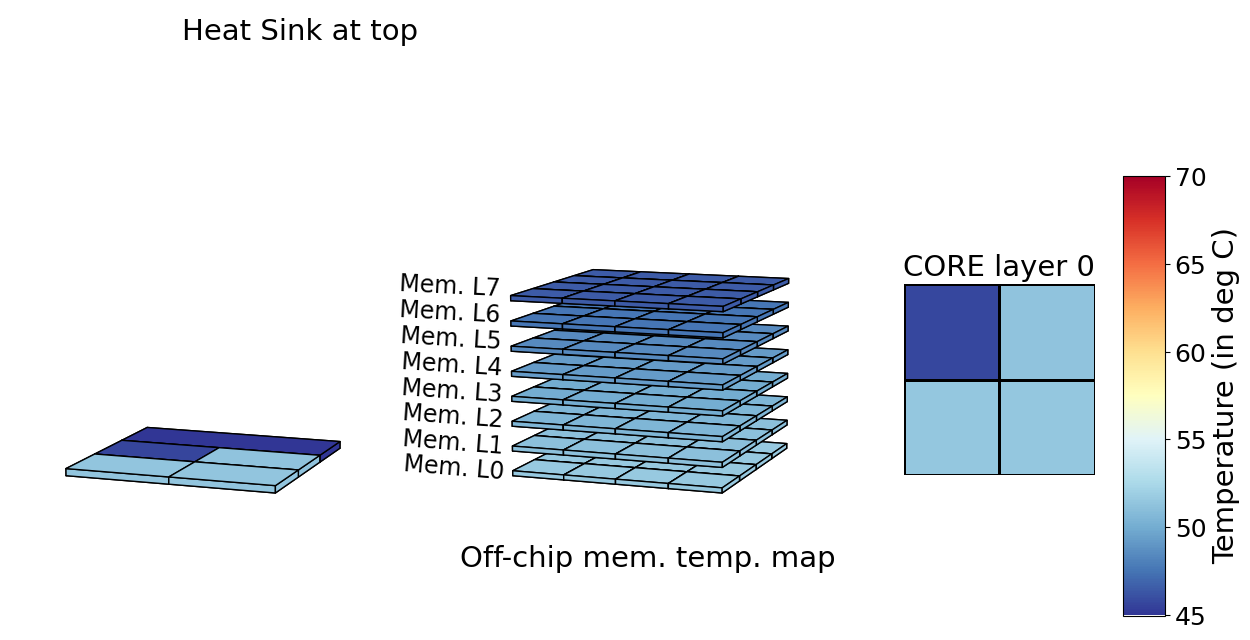 Heat Sink at top
Mem. L7
Mem. L6
Mem. L5
Mem. L4
Mem. L3
Mem. L2
Mem. L1
Mem. L0
Off-chip mem. temp. map
CORE layer 0
70
65
60
55
50
45
Temperature (in deg C)